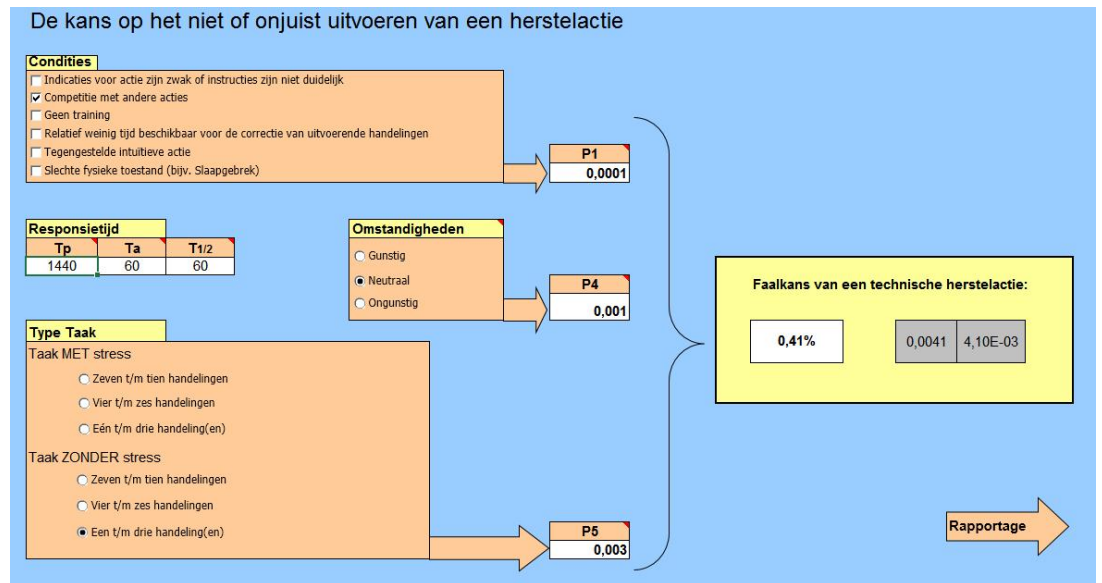 De kans op het niet of onjuist uitvoeren van een herstelactie
Condities
Indicaties voor actie zijn zwak of instructies zijn niet duidelijk
Competitie met andere acties
Geen training
Relatief weinig tijd beschikbaar voor de correctie van uitvoerende handelingen
Tegengestelde intuïtieve actie
Slechte fysieke toestand (bijv. Slaapgebrek)
P1
0,0001
Responsietijd
Tp Ta T1/2
1440 60 60
Omstandigheden
Gunstig
Neutraal
Ongunstig
P4
0,001
Type Taak
Taak MET stress
Zeven t/m tien handelingen
Vier t/m zes handelingen
Eén t/m drie handeling(en)
Taak ZONDER stress
Zeven t/m tien handelingen
Vier t/m zes handelingen
Een t/m drie handeling(en)
P5
0,003
Faalkans van een technische herstelactie:
0,41% 0,0041 4,10E-03
Rapportage